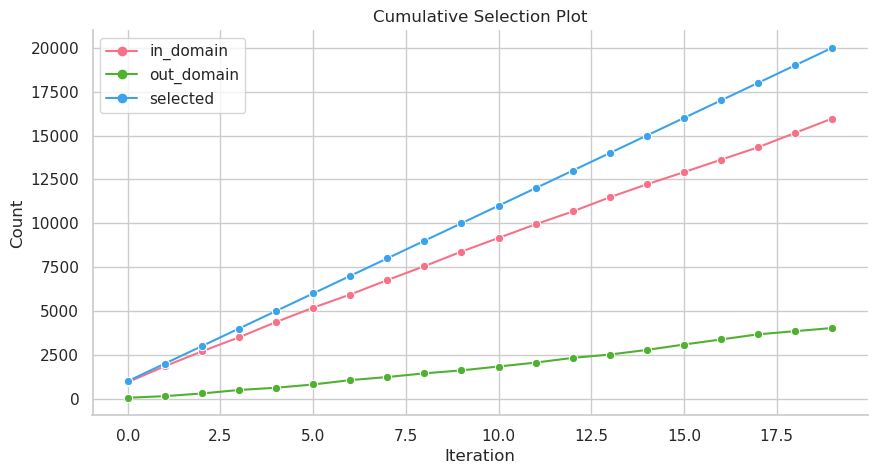 Cumulative Selection Plot
in_domain
out_domain
selected
20000
17500
15000
12500
10000
7500
5000
2500
0
Count
0.0 2.5 5.0 7.5 10.0 12.5 15.0 17.5
Iteration